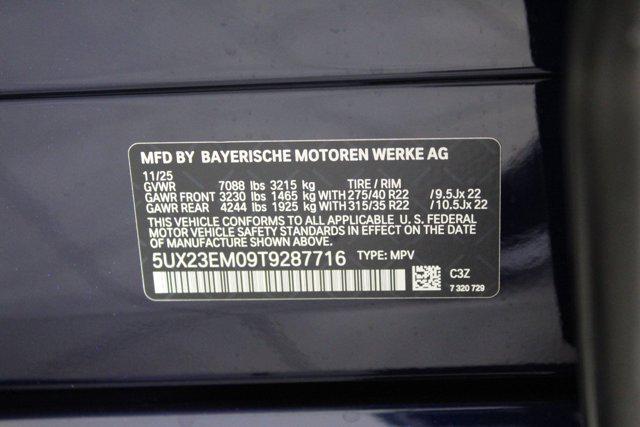 MFD BY BAYERISCHE MOTOREN WERKE AG
11/25
GVWR 7088 lbs 3215 kg TIRE / RIM
GAWR FRONT 3230 lbs 1465 kg WITH 275/40 R22 / 9.5Jx 22
GAWR REAR 4244 lbs 1925 kg WITH 315/35 R22 / 10.5Jx 22
THIS VEHICLE CONFORMS TO ALL APPLICABLE U. S. FEDERAL
MOTOR VEHICLE SAFETY STANDARDS IN EFFECT ON THE DATE OF
MANUFACTURE SHOWN ABOVE.
5UX23EM09T9287716 TYPE: MPV
C3Z
7 320 729